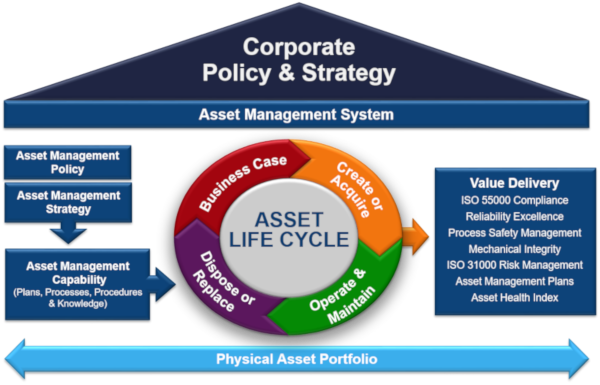 Corporate
Policy & Strategy
Asset Management System
Asset Management
Policy
Asset Management
Strategy
Asset Management
Capability
(Plans, Processes, Procedures
& Knowledge)
Business Case
Create or
Acquire
Operate &
Maintain
Dispose or
Replace
ASSET
LIFE CYCLE
Value Delivery
ISO 55000 Compliance
Reliability Excellence
Process Safety Management
Mechanical Integrity
ISO 31000 Risk Management
Asset Management Plans
Asset Health Index
Physical Asset Portfolio